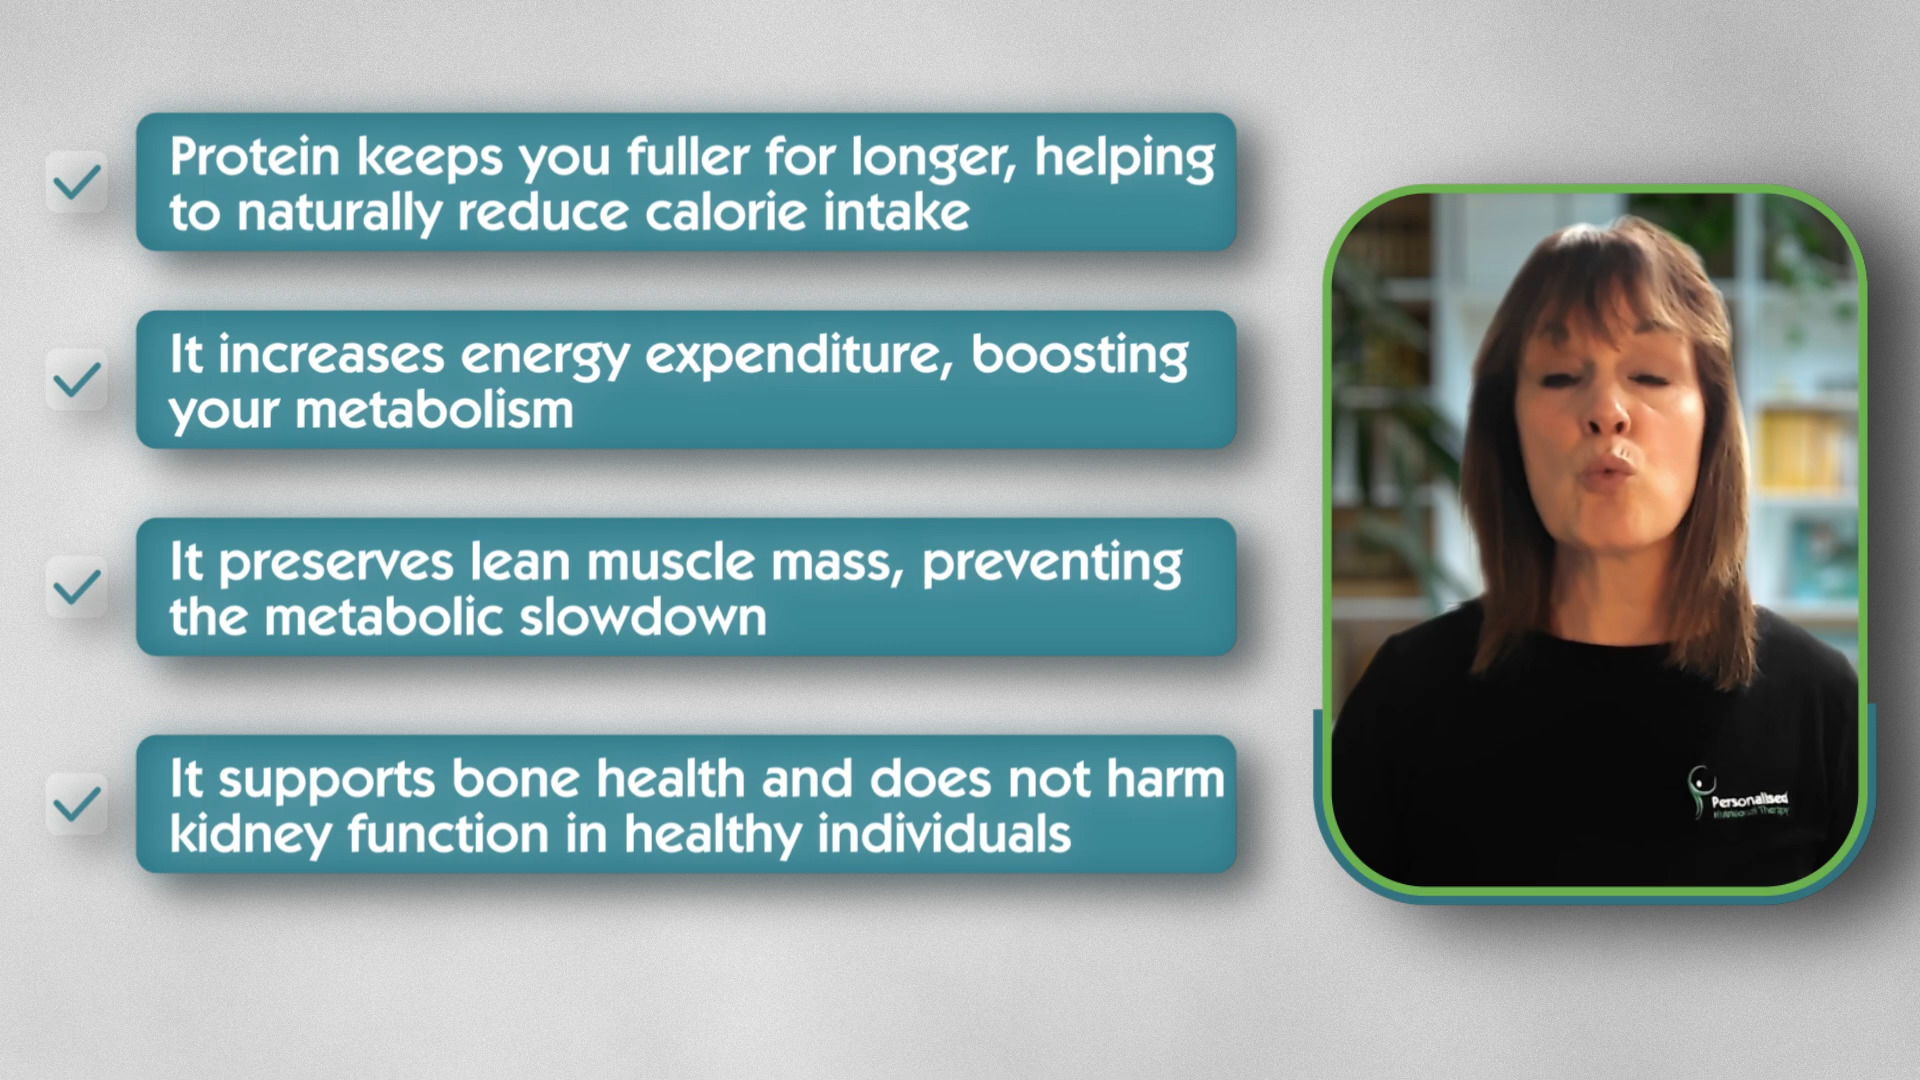 Protein keeps you fuller for longer, helping
to naturally reduce calorie intake
It increases energy expenditure, boosting
your metabolism
It preserves lean muscle mass, preventing
the metabolic slowdown
It supports bone health and does not harm
kidney function in healthy individuals
Personalised
Therapy